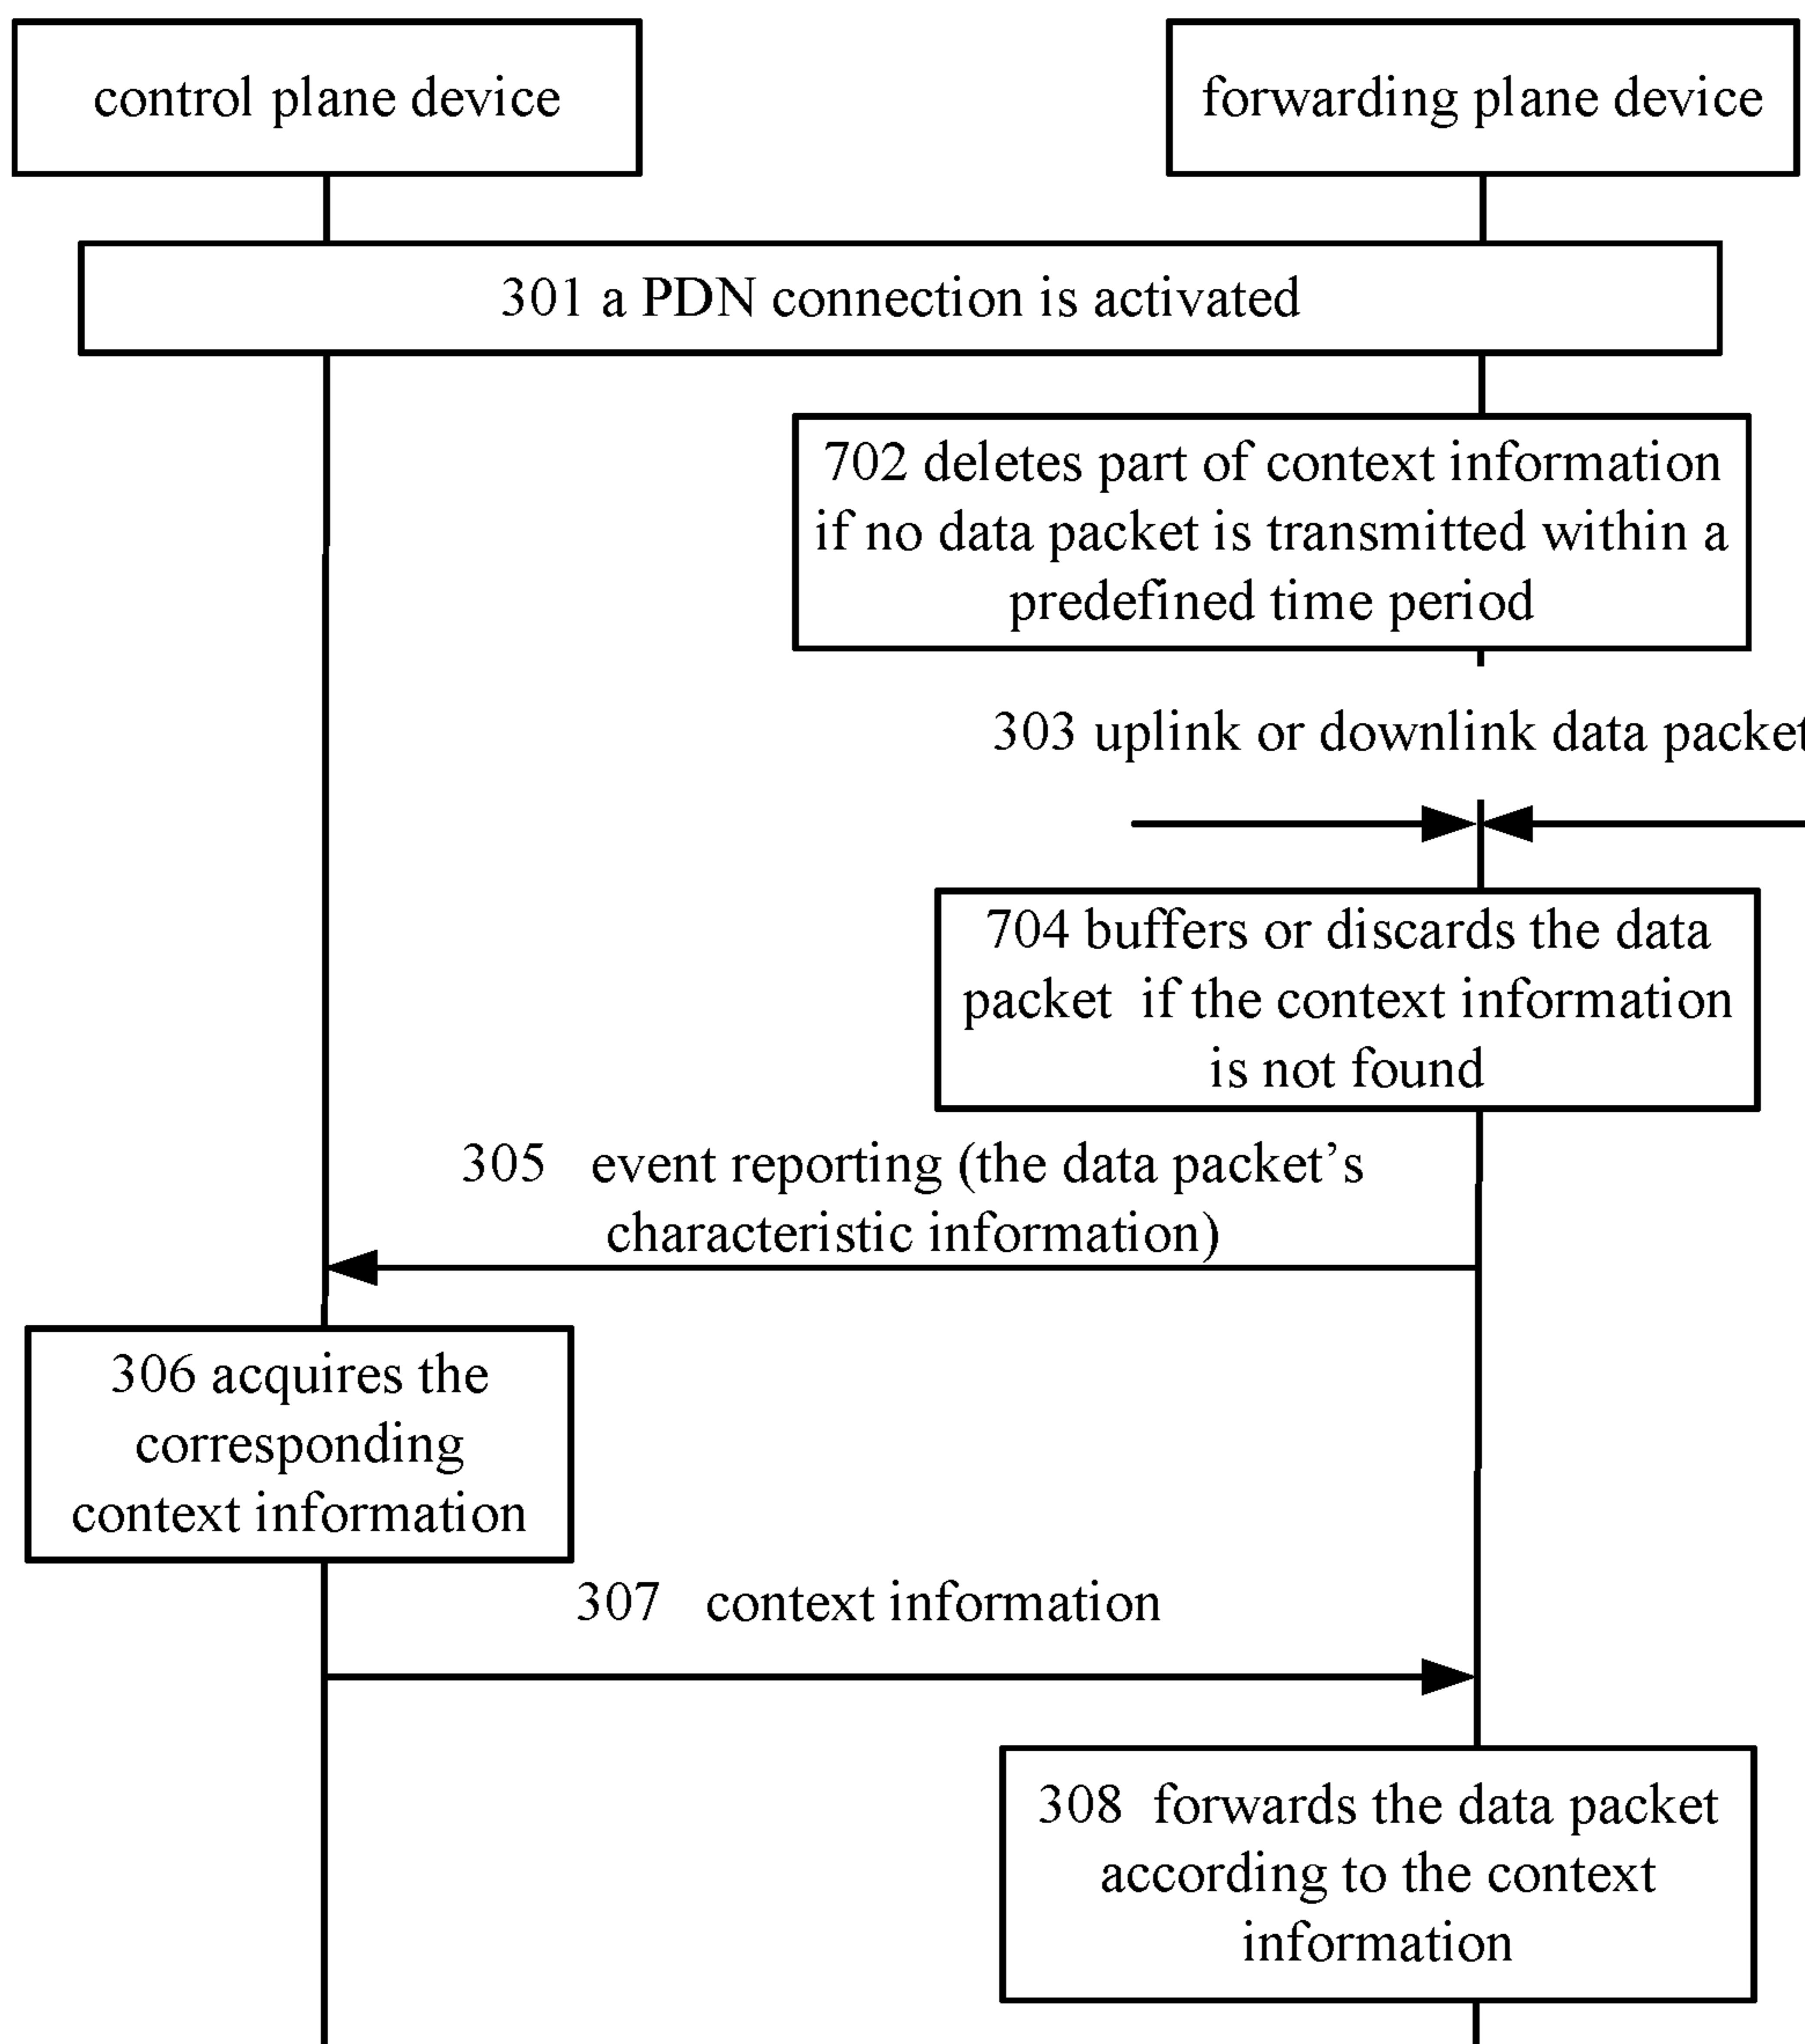 control plane device
forwarding plane device
301 a PDN connection is activated
702 deletes part of context information
if no data packet is transmitted within a
predefined time period
303 uplink or downlink data packet
704 buffers or discards the data
packet if the context information
is not found
305 event reporting (the data packet’s
characteristic information)
306 acquires the
corresponding
context information
307 context information
308 forwards the data packet
according to the context
information